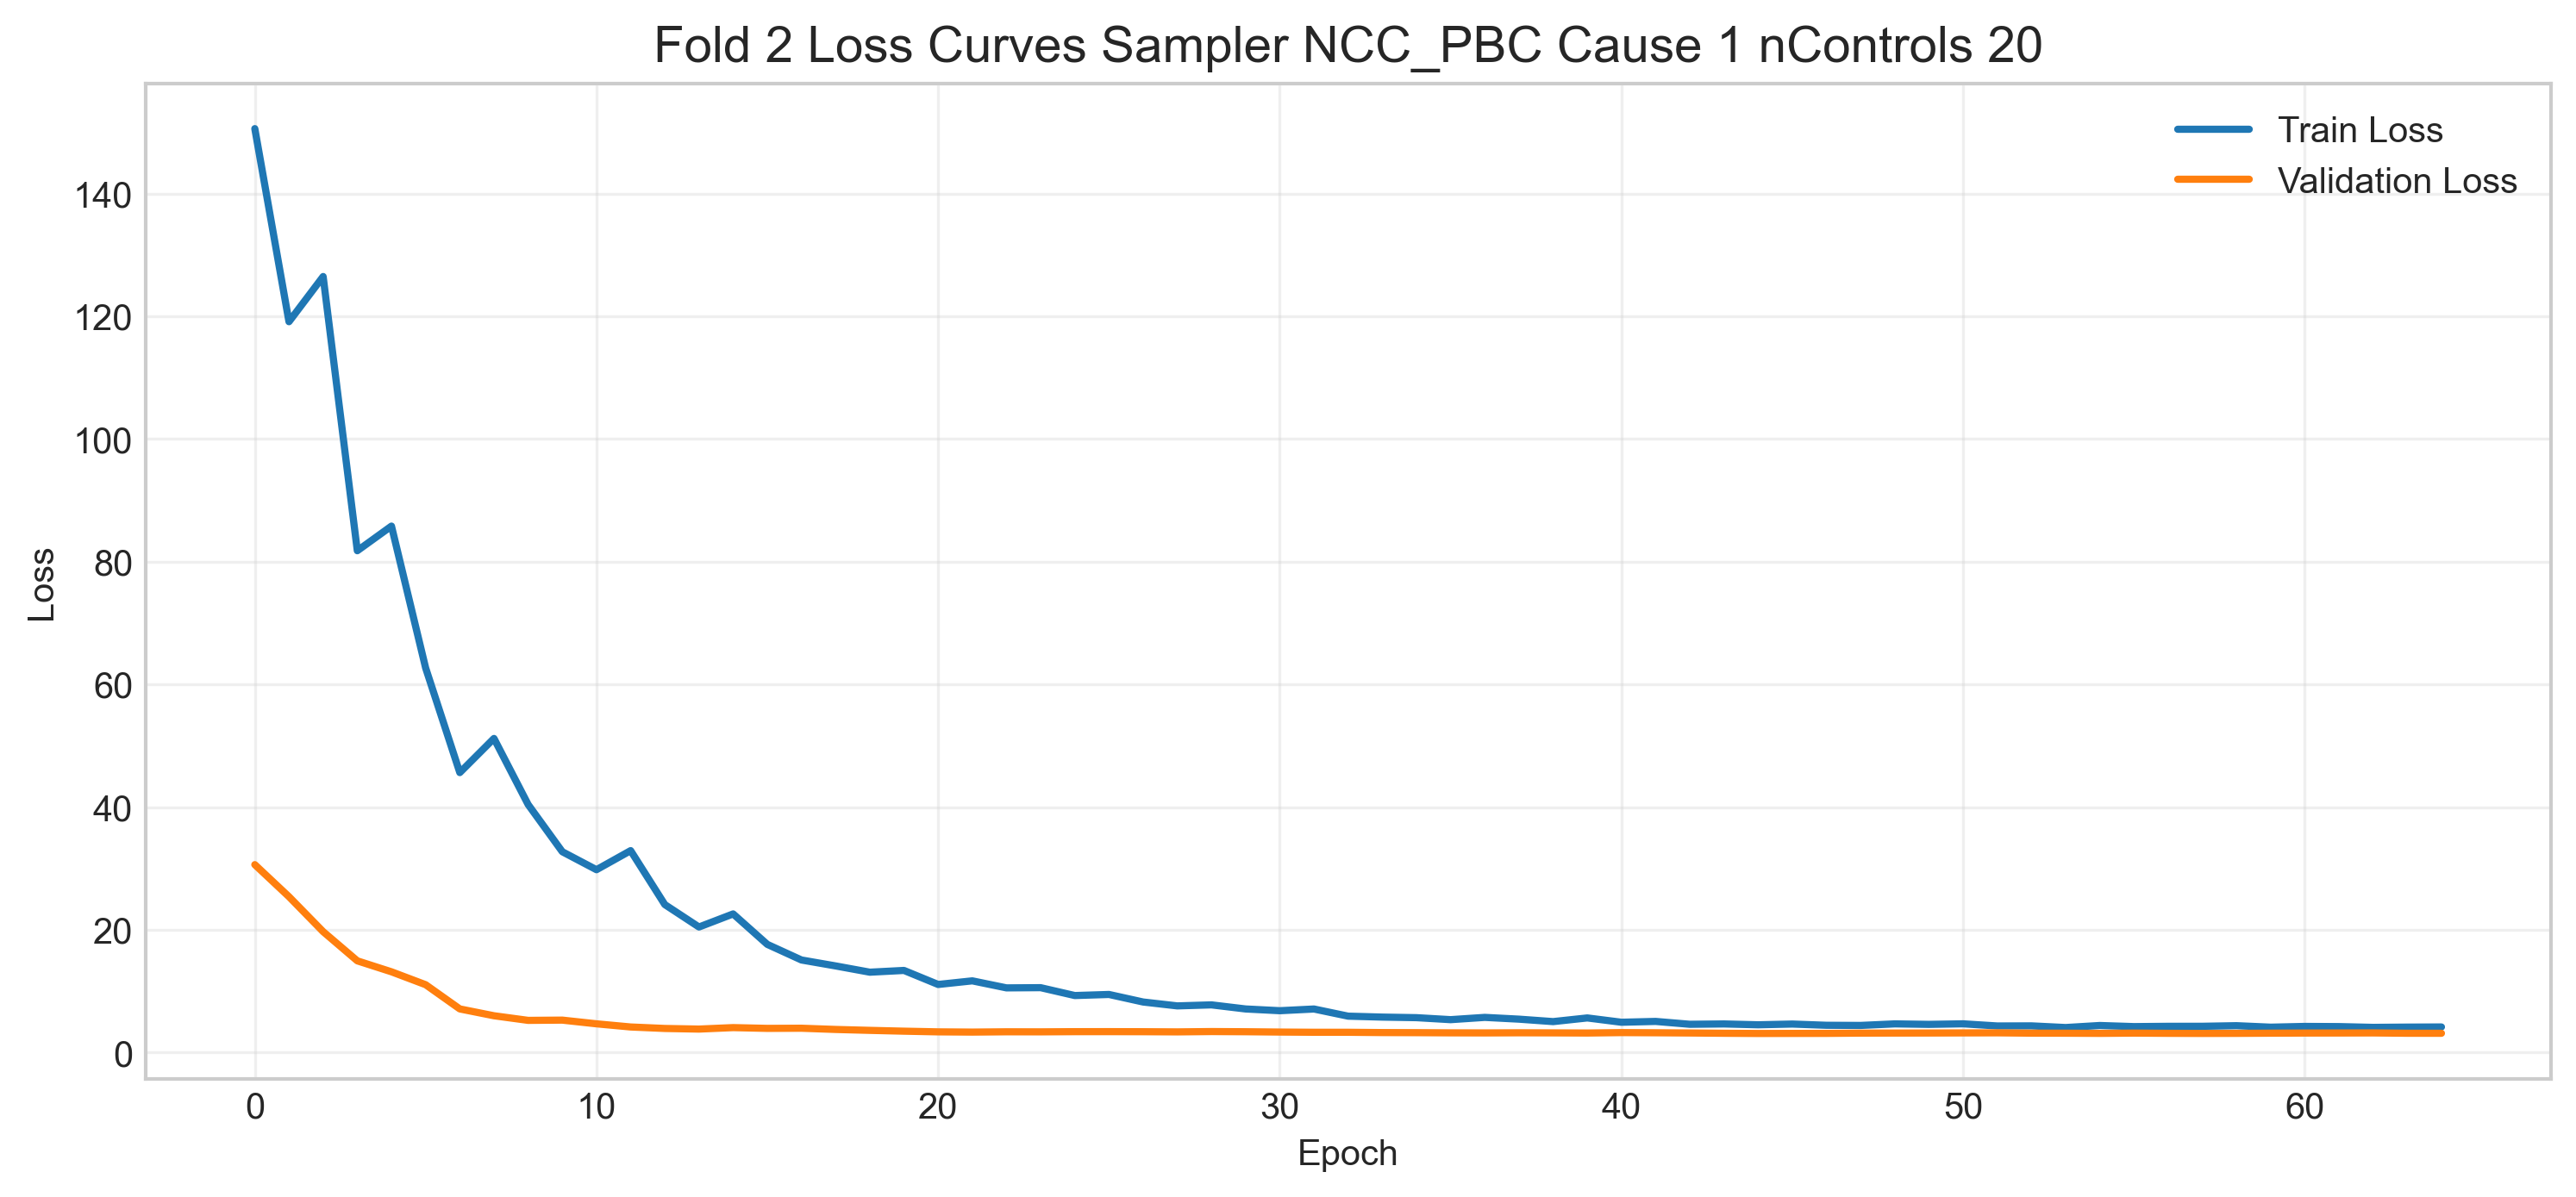 Fold 2 Loss Curves Sampler NCC_PBC Cause 1 nControls 20
Train Loss
Validation Loss
140
120
100
80
60
40
20
0
Loss
0 10 20 30 40 50 60
Epoch